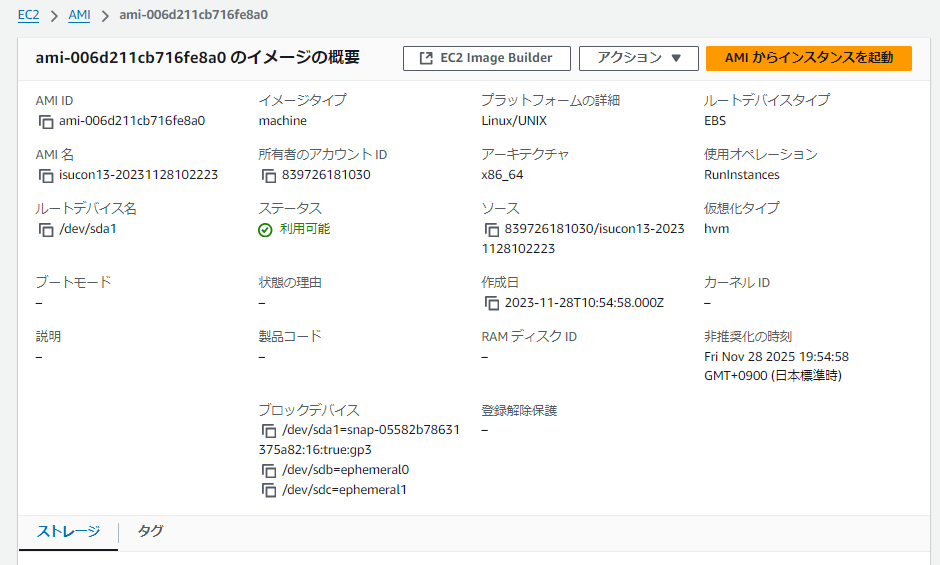 EC2 > AMI > ami-006d211cb716fe8a0
ami-006d211cb716fe8a0 のイメージの概要
EC2 Image Builder
アクション ▼
AMI からインスタンスを起動
AMI ID
ami-006d211cb716fe8a0
イメージタイプ
machine
プラットフォームの詳細
Linux/UNIX
ルートデバイスタイプ
EBS
AMI 名
isucon13-20231128102223
所有者のアカウント ID
839726181030
アーキテクチャ
x86_64
使用オペレーション
RunInstances
ルートデバイス名
/dev/sda1
ステータス
利用可能
ソース
839726181030/isucon13-2023
1128102223
仮想化タイプ
hvm
ブートモード
–
状態の理由
–
作成日
2023-11-28T10:54:58.000Z
カーネル ID
–
説明
–
製品コード
–
RAM ディスク ID
–
非推奨化の時刻
Fri Nov 28 2025 19:54:58
GMT+0900 (日本標準時)
ブロックデバイス
/dev/sda1=snap-05582b78631
375a82:16:true:gp3
/dev/sdb=ephemeral0
/dev/sdc=ephemeral1
登録解除保護
–
ストレージ
タグ